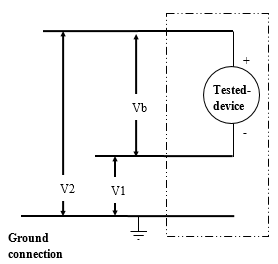 +
Tested-
device
-
Vb
V2
V1
Ground
connection